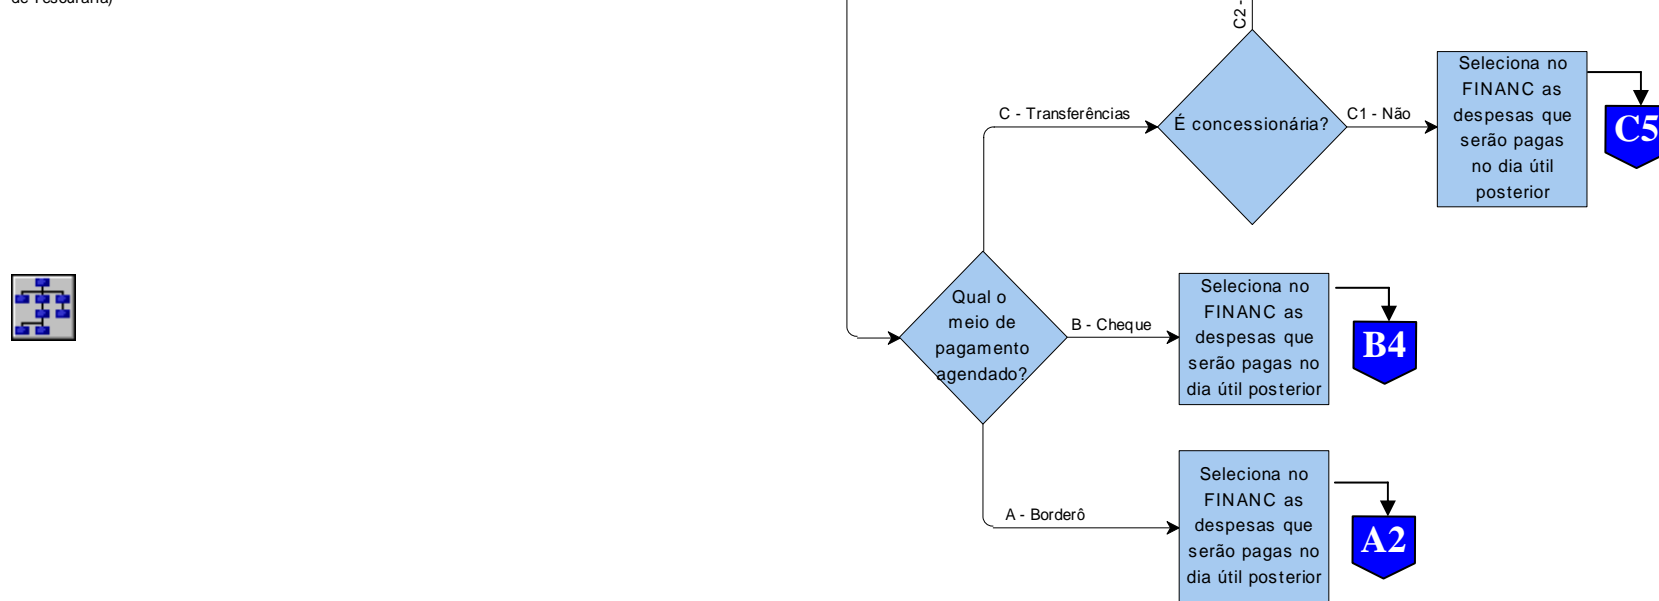 de Tesouraria)
C2 -
Seleciona no
FINANC as
despesas que
serão pagas
no dia útil
posterior
C5
C - Transferências
É concessionária?
C1 - Não
Qual o
meio de
pagamento
agendado?
B - Cheque
Seleciona no
FINANC as
despesas que
serão pagas no
dia útil posterior
B4
A - Borderô
Seleciona no
FINANC as
despesas que
serão pagas no
dia útil posterior
A2